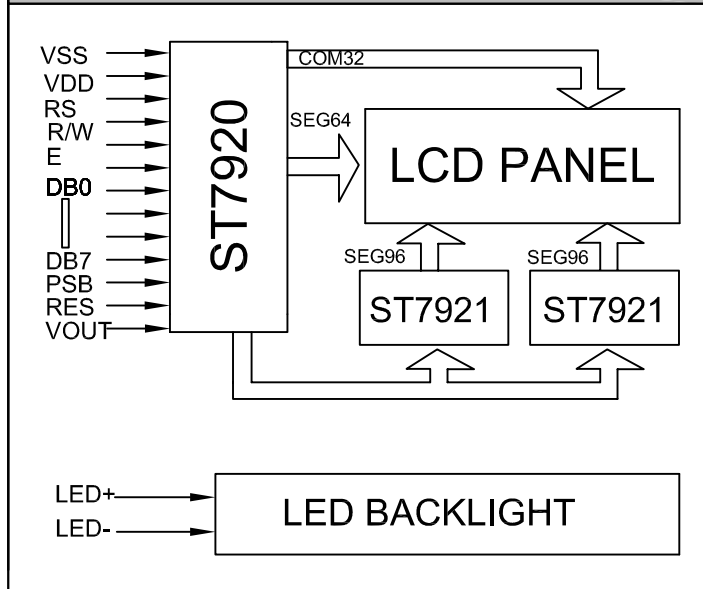 VSS
VDD
RS
R/W
E
DB0
DB7
PSB
RES
VOUT
ST7920
COM32
SEG64
LCD PANEL
SEG96
SEG96
ST7921
ST7921
LED+
LED-
LED BACKLIGHT